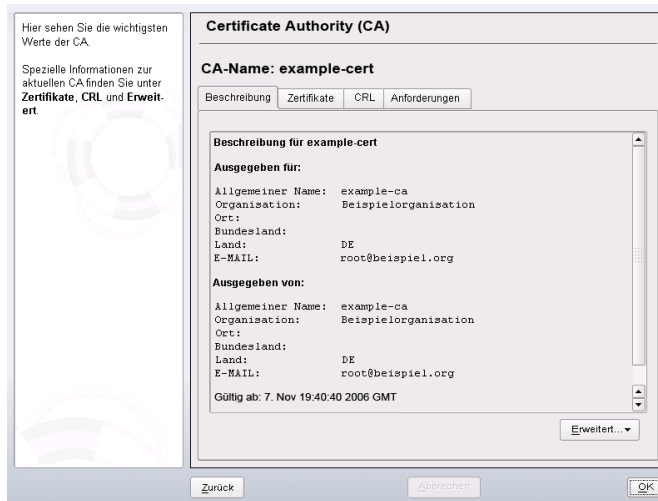 Hier sehen Sie die wichtigsten
Werte der CA.
Spezielle Informationen zur
aktuellen CA finden Sie unter
Zertifikate, CRL und Erweit-
ert.
Certificate Authority (CA)
CA-Name: example-cert
Beschreibung Zertifikate CRL Anforderungen
Beschreibung für example-cert
Ausgegeben für:
Allgemeiner Name: example-ca
Organisation: Beispielorganisation
Ort:
Bundesland:
Land: DE
E-MAIL: root@beispiel.org
Ausgegeben von:
Allgemeiner Name: example-ca
Organisation: Beispielorganisation
Ort:
Bundesland:
Land: DE
E-MAIL: root@beispiel.org
Gültig ab: 7. Nov 19:40:40 2006 GMT
Erweitert...
Zurück Abbrechen OK